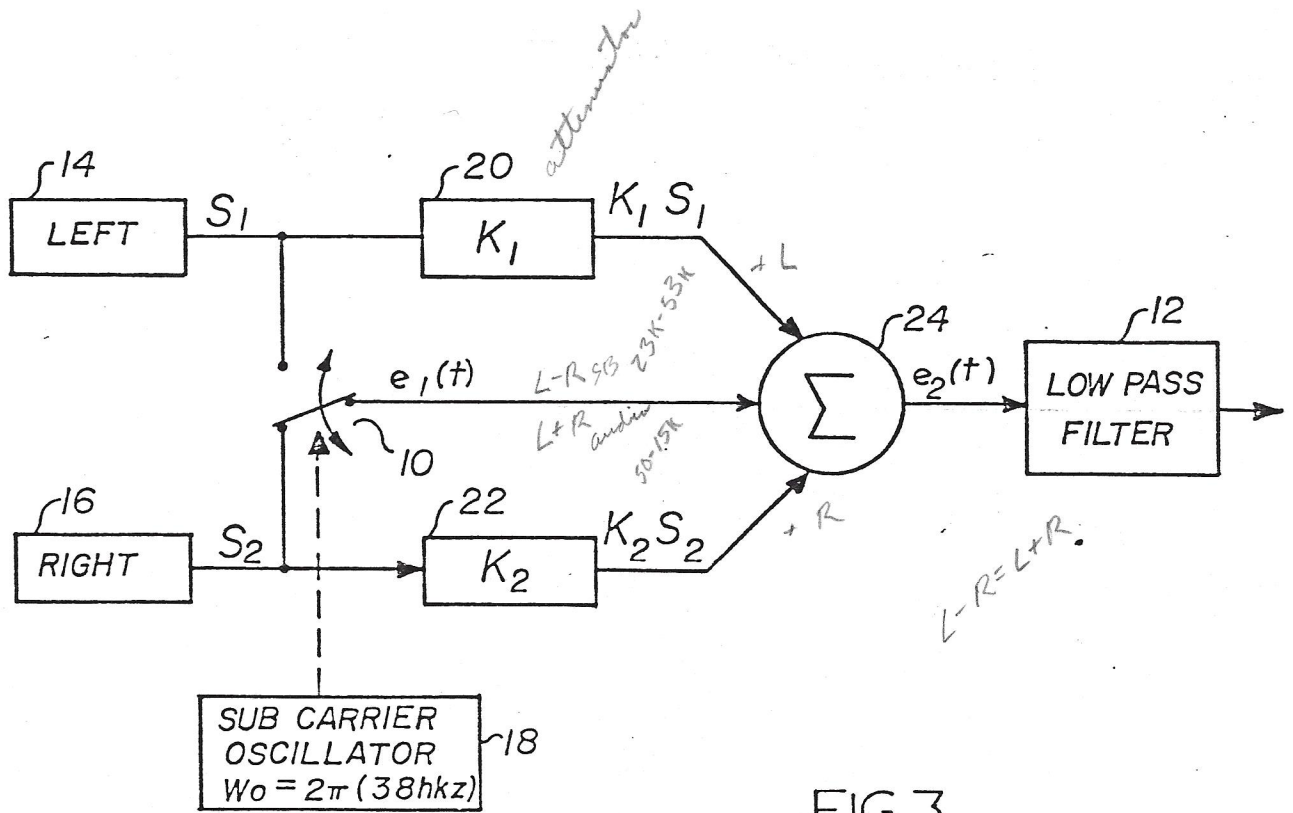 attenuator
14
LEFT
S1
20
K1
K1 S1
+ L
24
Σ
12
LOW PASS
FILTER
e1(t)
L-R SB 23K-53K
L+R audio
50-15K
e2(t)
10
16
RIGHT
S2
22
K2
K2 S2
+ R
L-R=L+R.
SUB CARRIER
OSCILLATOR
Wo = 2π (38hkz)
18
FIG 3